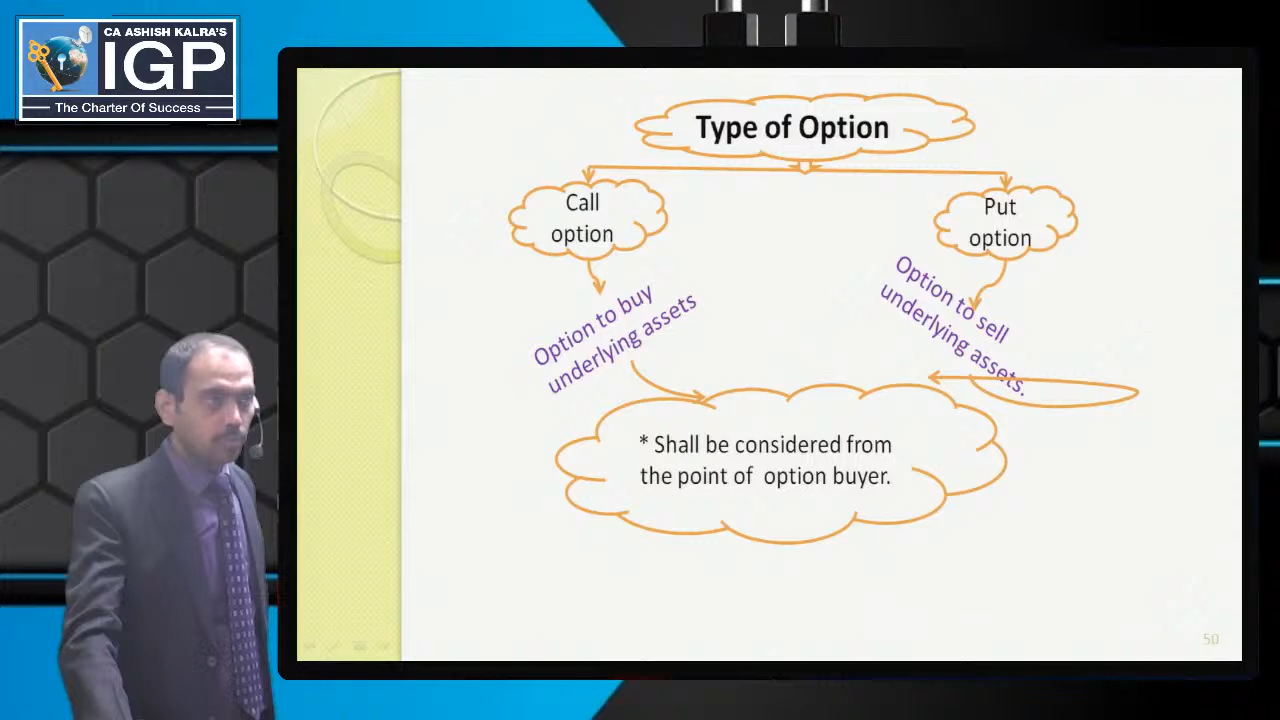 CA ASHISH KALRA'S
IGP
The Charter Of Success
Type of Option
Call
option
Put
option
Option to buy
underlying assets
Option to sell
underlying assets.
* Shall be considered from
the point of option buyer.
50